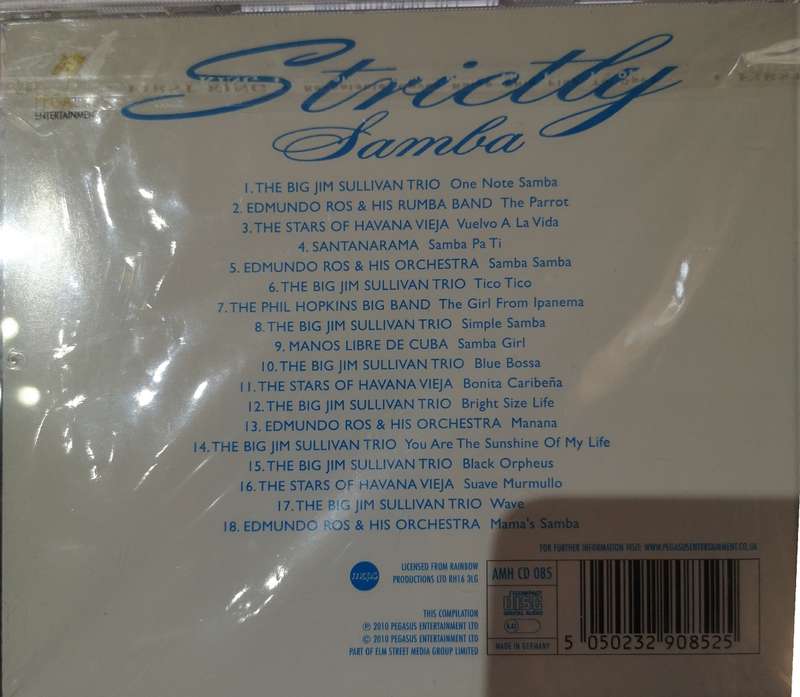 Strictly
Samba
ENTERTAINMENT
1. THE BIG JIM SULLIVAN TRIO One Note Samba
2. EDMUNDO ROS & HIS RUMBA BAND The Parrot
3. THE STARS OF HAVANA VIEJA Vuelvo A La Vida
4. SANTANARAMA Samba Pa Ti
5. EDMUNDO ROS & HIS ORCHESTRA Samba Samba
6. THE BIG JIM SULLIVAN TRIO Tico Tico
7. THE PHIL HOPKINS BIG BAND The Girl From Ipanema
8. THE BIG JIM SULLIVAN TRIO Simple Samba
9. MANOS LIBRE DE CUBA Samba Girl
10. THE BIG JIM SULLIVAN TRIO Blue Bossa
11. THE STARS OF HAVANA VIEJA Bonita Caribeña
12. THE BIG JIM SULLIVAN TRIO Bright Size Life
13. EDMUNDO ROS & HIS ORCHESTRA Manana
14. THE BIG JIM SULLIVAN TRIO You Are The Sunshine Of My Life
15. THE BIG JIM SULLIVAN TRIO Black Orpheus
16. THE STARS OF HAVANA VIEJA Suave Murmullo
17. THE BIG JIM SULLIVAN TRIO Wave
18. EDMUNDO ROS & HIS ORCHESTRA Mama's Samba
FOR FURTHER INFORMATION VISIT: WWW.PEGASUSENTERTAINMENT.CO.UK
mcps
LICENSED FROM RAINBOW
PRODUCTIONS LTD RH16 3LG
THIS COMPILATION
℗ 2010 PEGASUS ENTERTAINMENT LTD
© 2010 PEGASUS ENTERTAINMENT LTD
PART OF ELM STREET MEDIA GROUP LIMITED
AMH CD 085
COMPACT
disc
DIGITAL AUDIO
MADE IN GERMANY
5 050232 908525